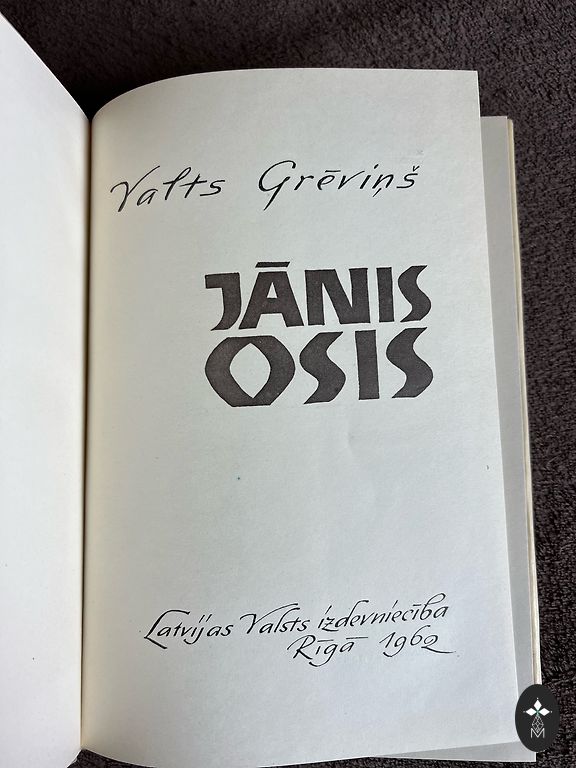 Valts Grēviņš
JĀNIS
OSIS
Latvijas Valsts izdevniecība
Rīgā 1962
M